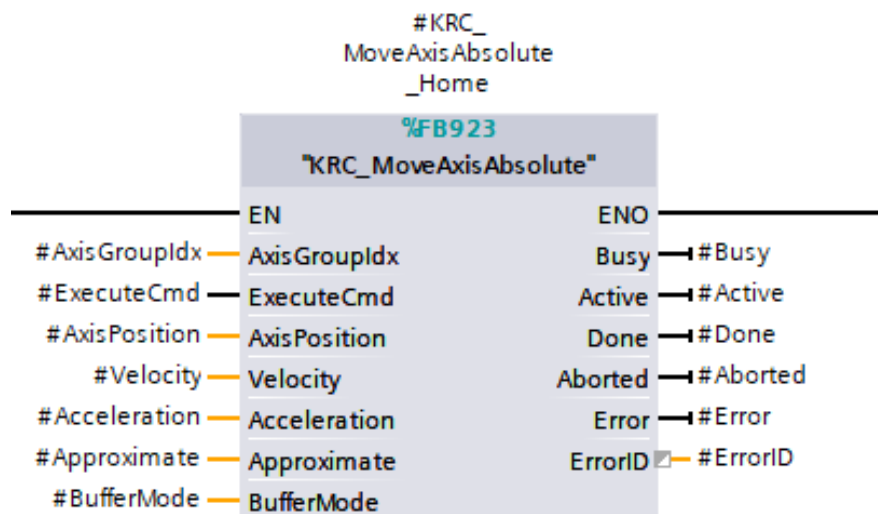 #KRC_
MoveAxisAbsolute
_Home
%FB923
"KRC_MoveAxisAbsolute"
EN ENO
#AxisGroupIdx AxisGroupIdx Busy #Busy
#ExecuteCmd ExecuteCmd Active #Active
#AxisPosition AxisPosition Done #Done
#Velocity Velocity Aborted #Aborted
#Acceleration Acceleration Error #Error
#Approximate Approximate ErrorID #ErrorID
#BufferMode BufferMode